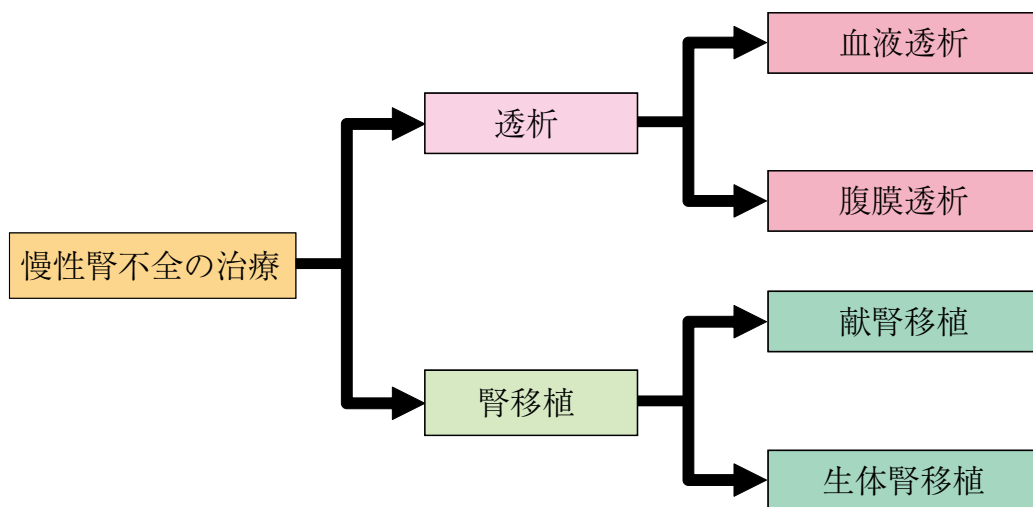 慢性腎不全の治療
透析
血液透析
腹膜透析
腎移植
献腎移植
生体腎移植